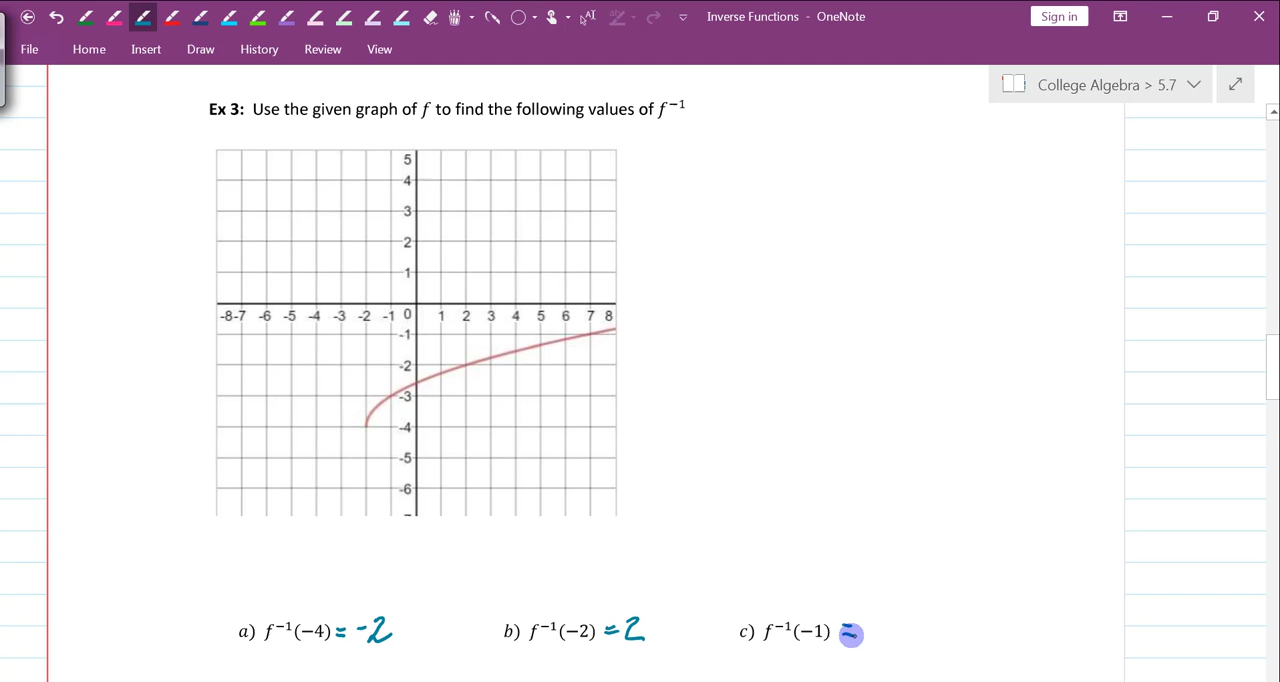 Inverse Functions - OneNote
Sign in
File Home Insert Draw History Review View
College Algebra > 5.7
Ex 3: Use the given graph of f to find the following values of f⁻¹
5
4
3
2
1
-8 -7 -6 -5 -4 -3 -2 -1 0 1 2 3 4 5 6 7 8
-1
-2
-3
-4
-5
-6
a) f⁻¹(−4) = -2 b) f⁻¹(−2) = 2 c) f⁻¹(−1) =